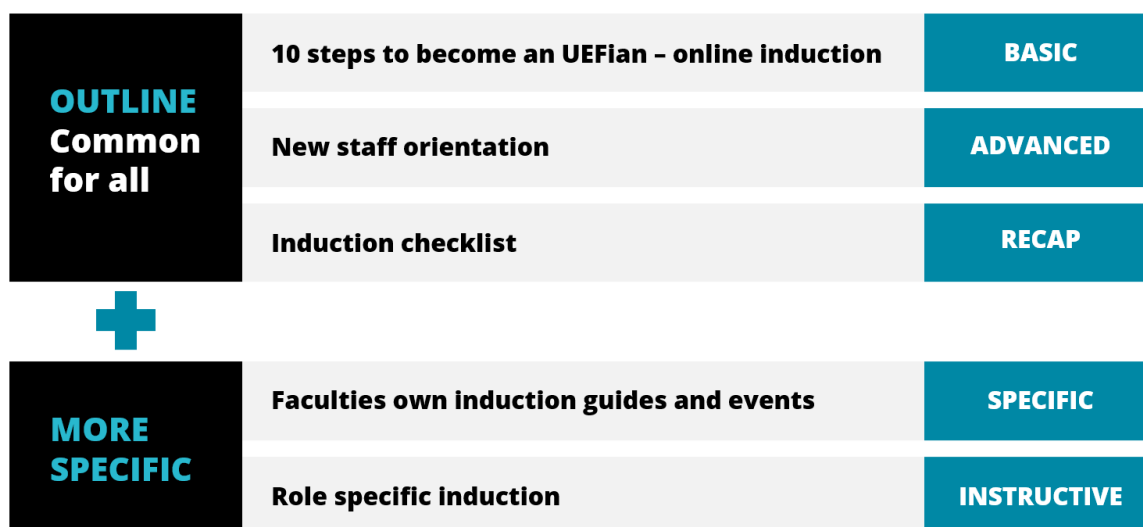 OUTLINE
Common
for all
10 steps to become an UEFian – online induction
BASIC
New staff orientation
ADVANCED
Induction checklist
RECAP
MORE
SPECIFIC
Faculties own induction guides and events
SPECIFIC
Role specific induction
INSTRUCTIVE